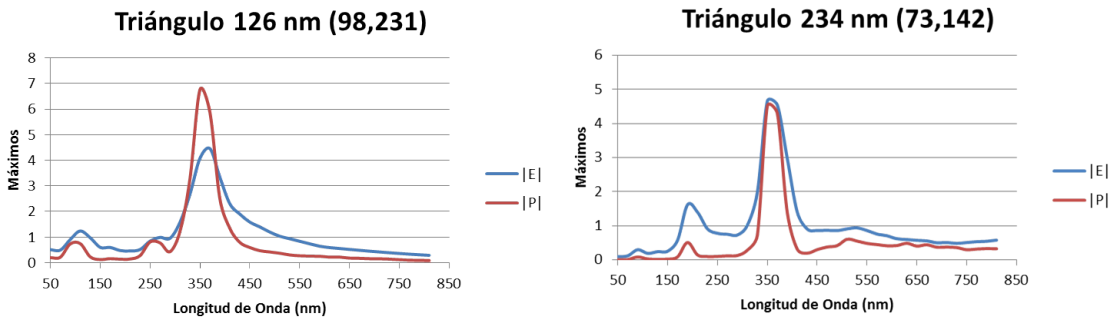 Triángulo 126 nm (98,231)
8
7
6
5
4
3
2
1
0
Máximos
50 150 250 350 450 550 650 750 850
Longitud de Onda (nm)
|E|
|P|
Triángulo 234 nm (73,142)
6
5
4
3
2
1
0
Máximos
50 150 250 350 450 550 650 750 850
Longitud de Onda (nm)
|E|
|P|